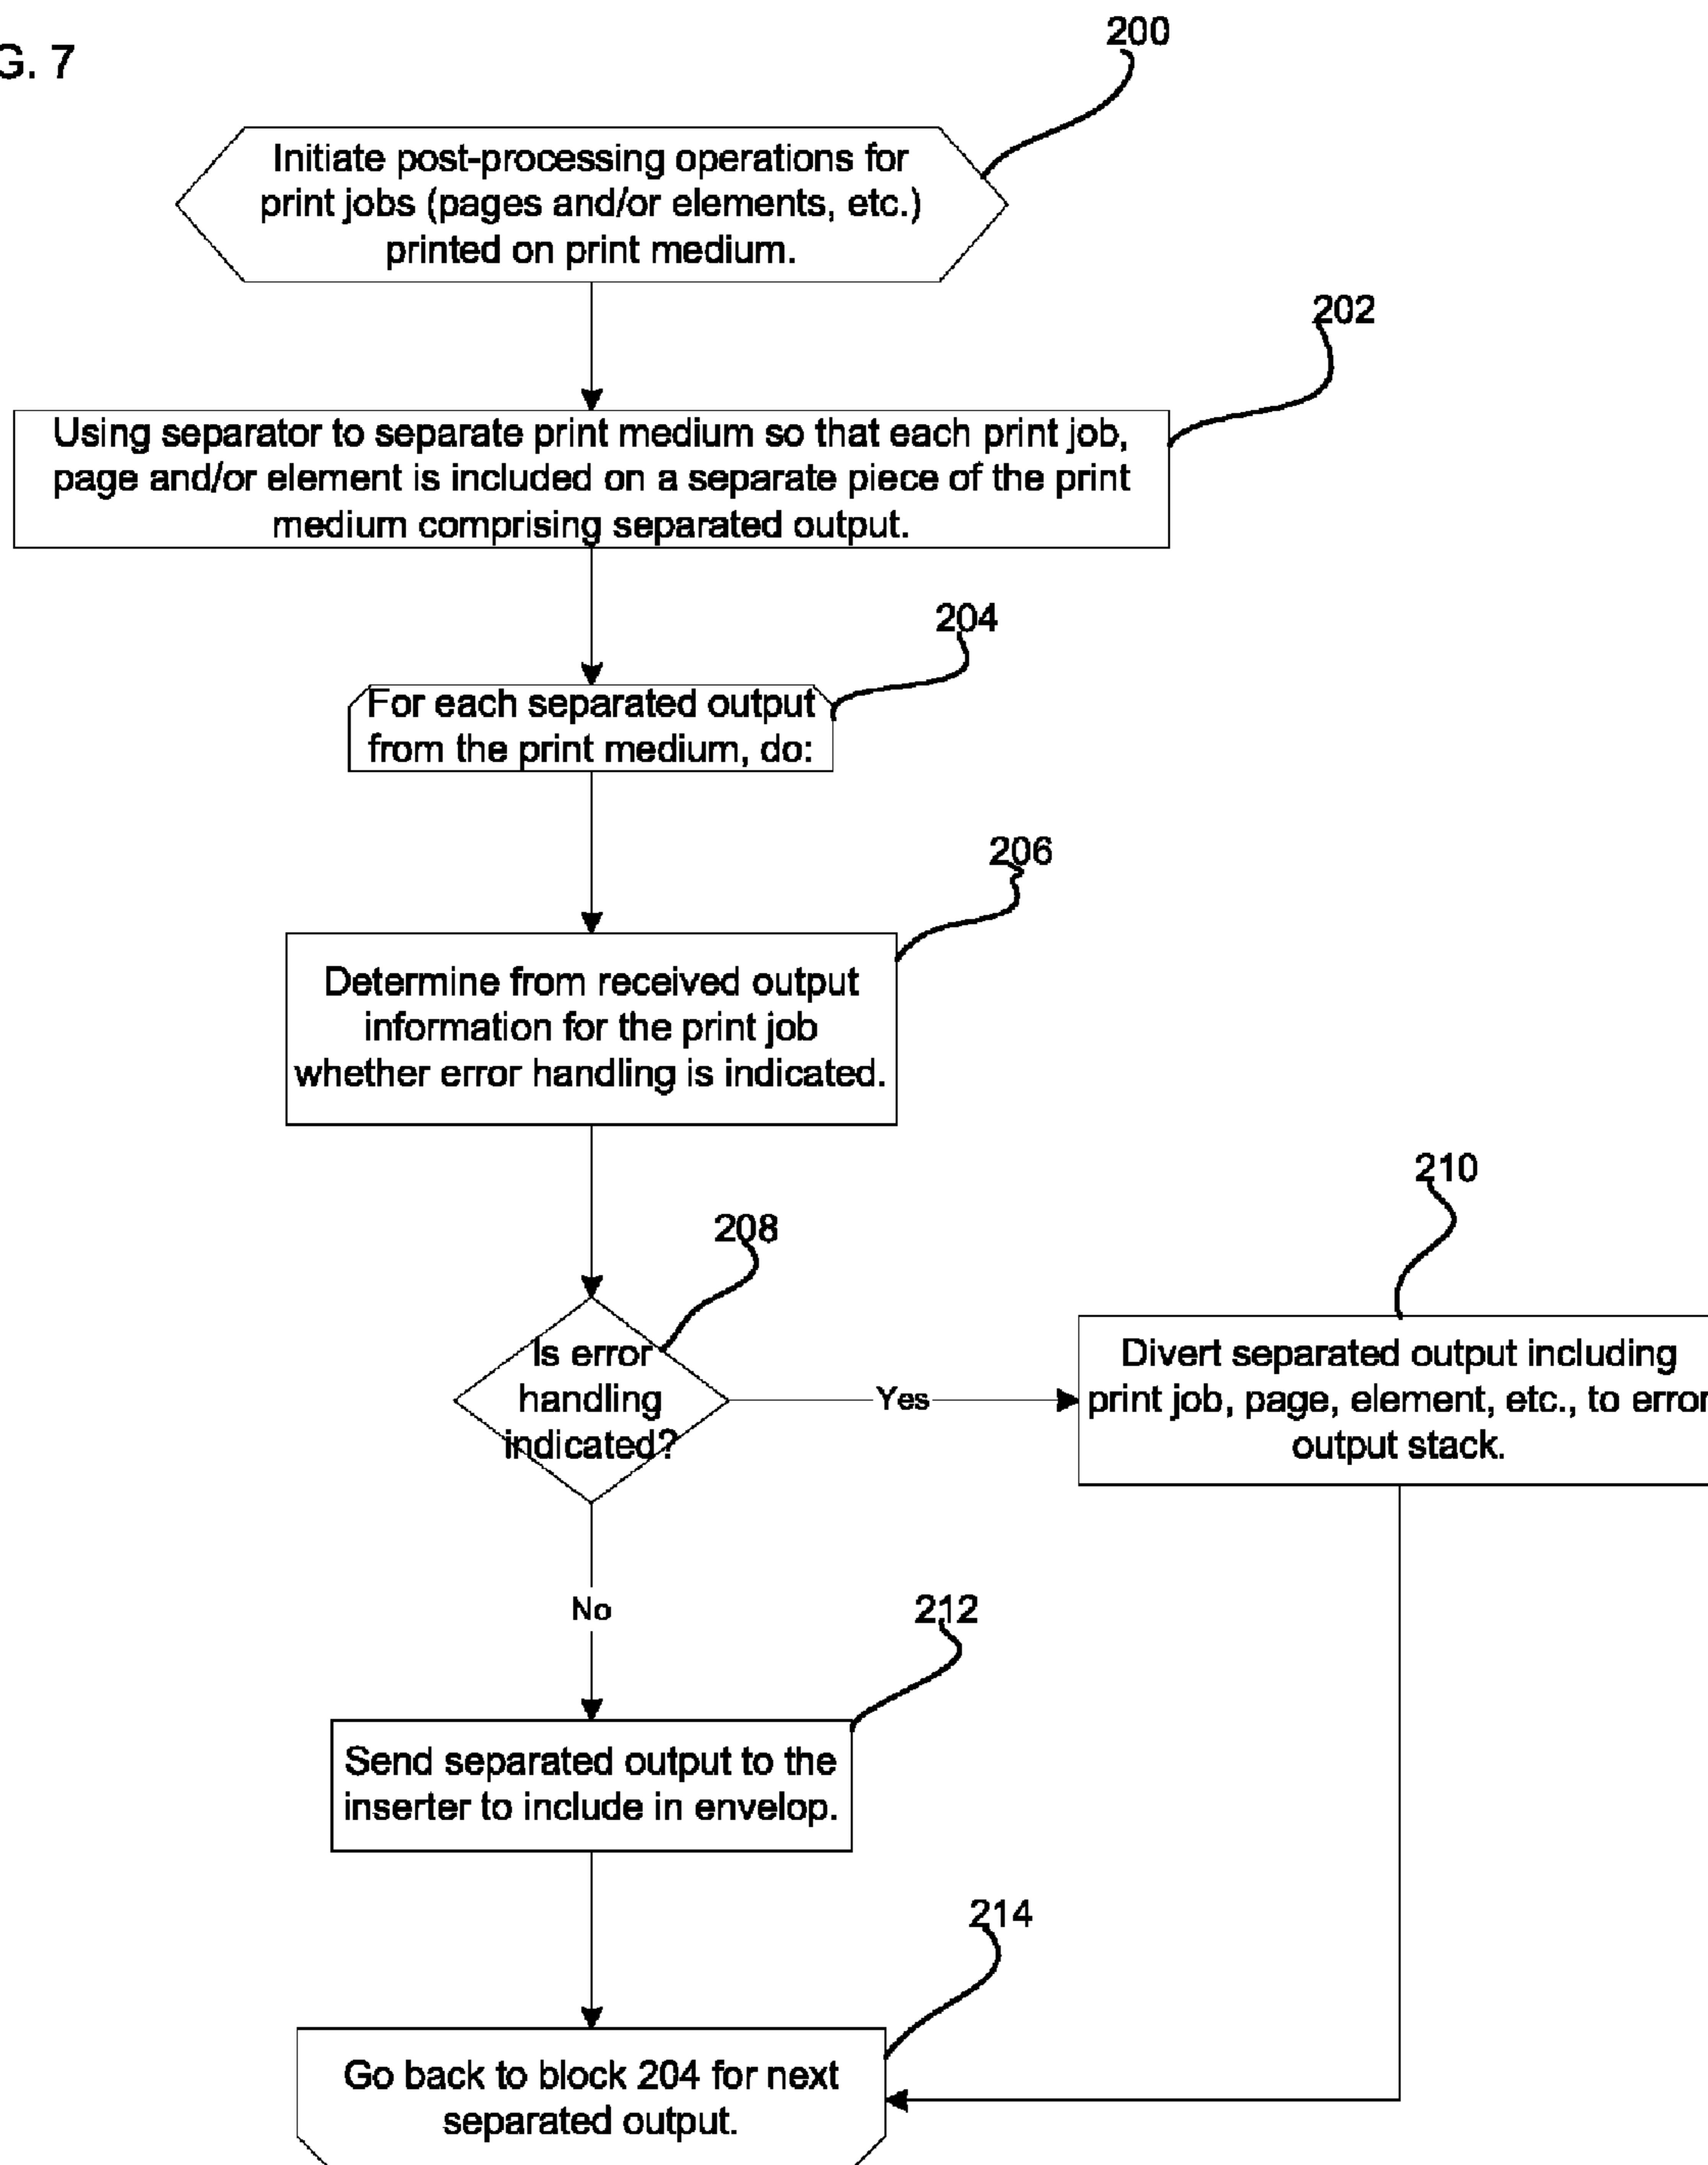 G. 7
200
Initiate post-processing operations for
print jobs (pages and/or elements, etc.)
printed on print medium.
202
Using separator to separate print medium so that each print job,
page and/or element is included on a separate piece of the print
medium comprising separated output.
204
For each separated output
from the print medium, do:
206
Determine from received output
information for the print job
whether error handling is indicated.
208
Is error
handling
indicated?
Yes
210
Divert separated output including
print job, page, element, etc., to error
output stack.
No
212
Send separated output to the
inserter to include in envelop.
214
Go back to block 204 for next
separated output.